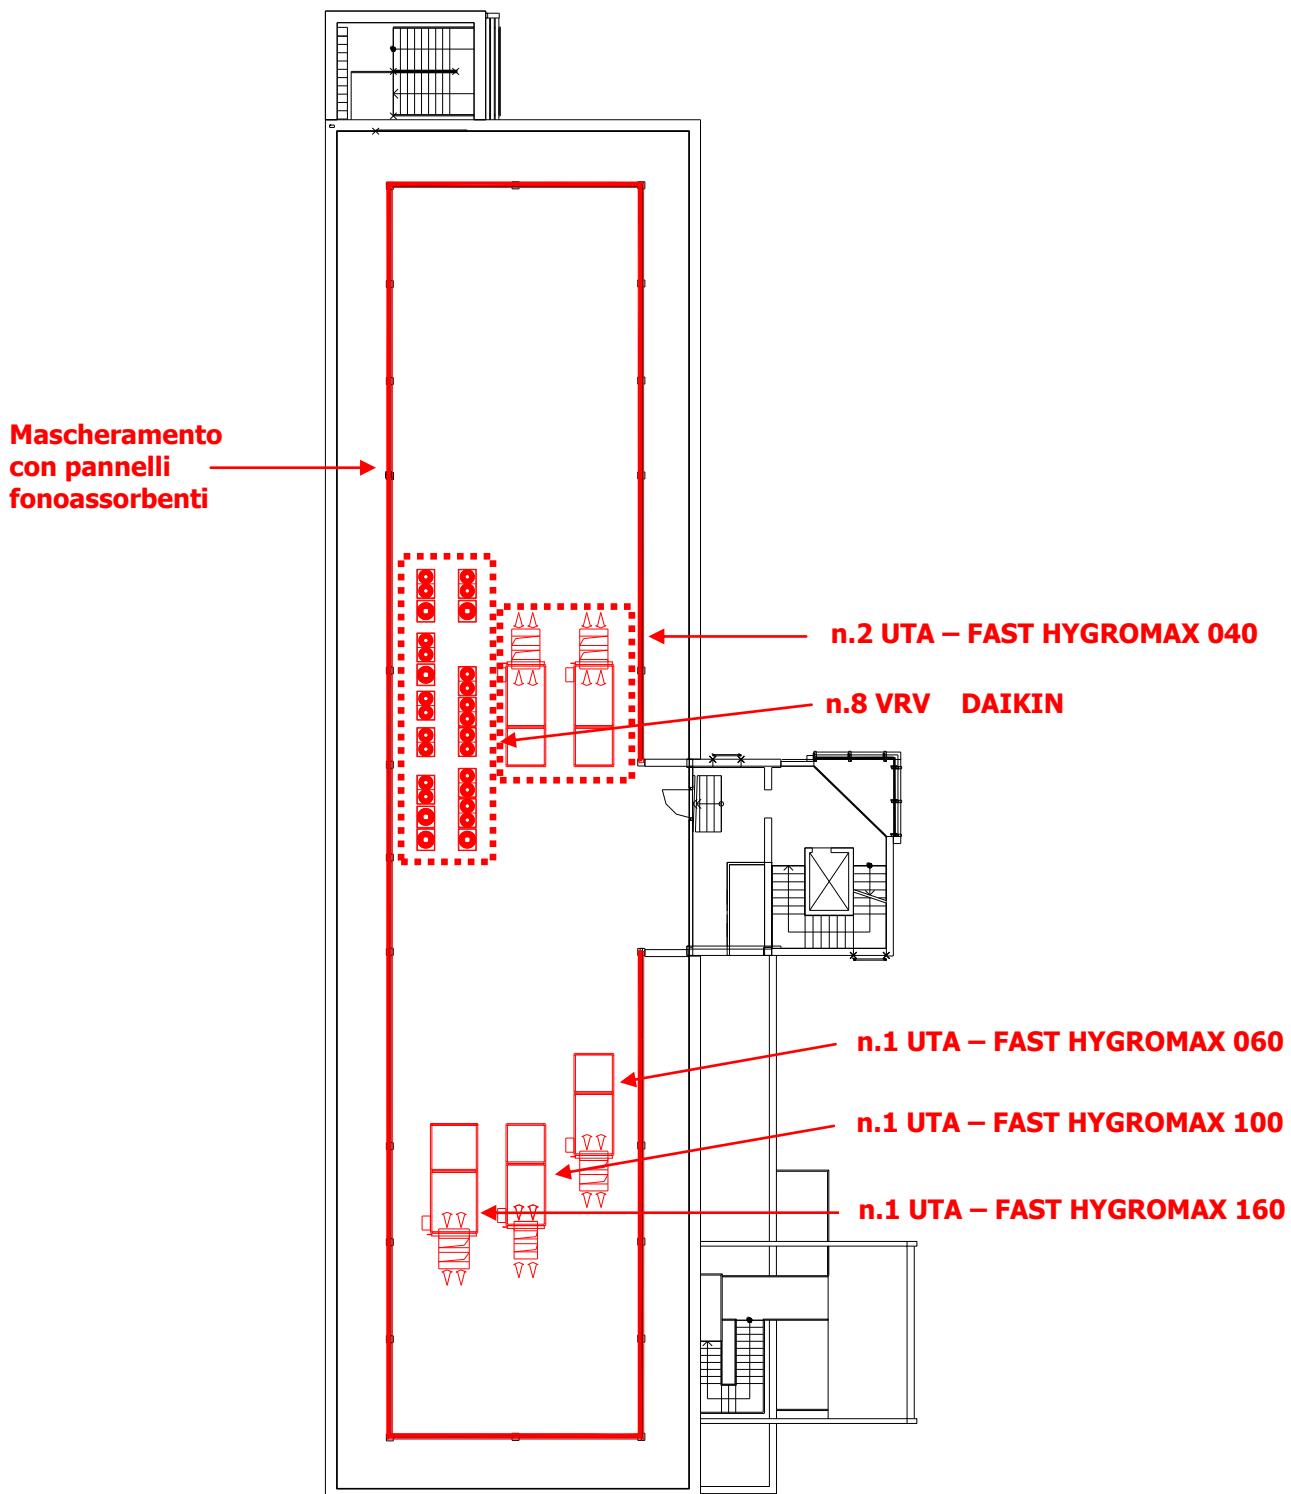 Mascheramento
con pannelli
fonoassorbenti
n.2 UTA – FAST HYGROMAX 040
n.8 VRV DAIKIN
n.1 UTA – FAST HYGROMAX 060
n.1 UTA – FAST HYGROMAX 100
n.1 UTA – FAST HYGROMAX 160